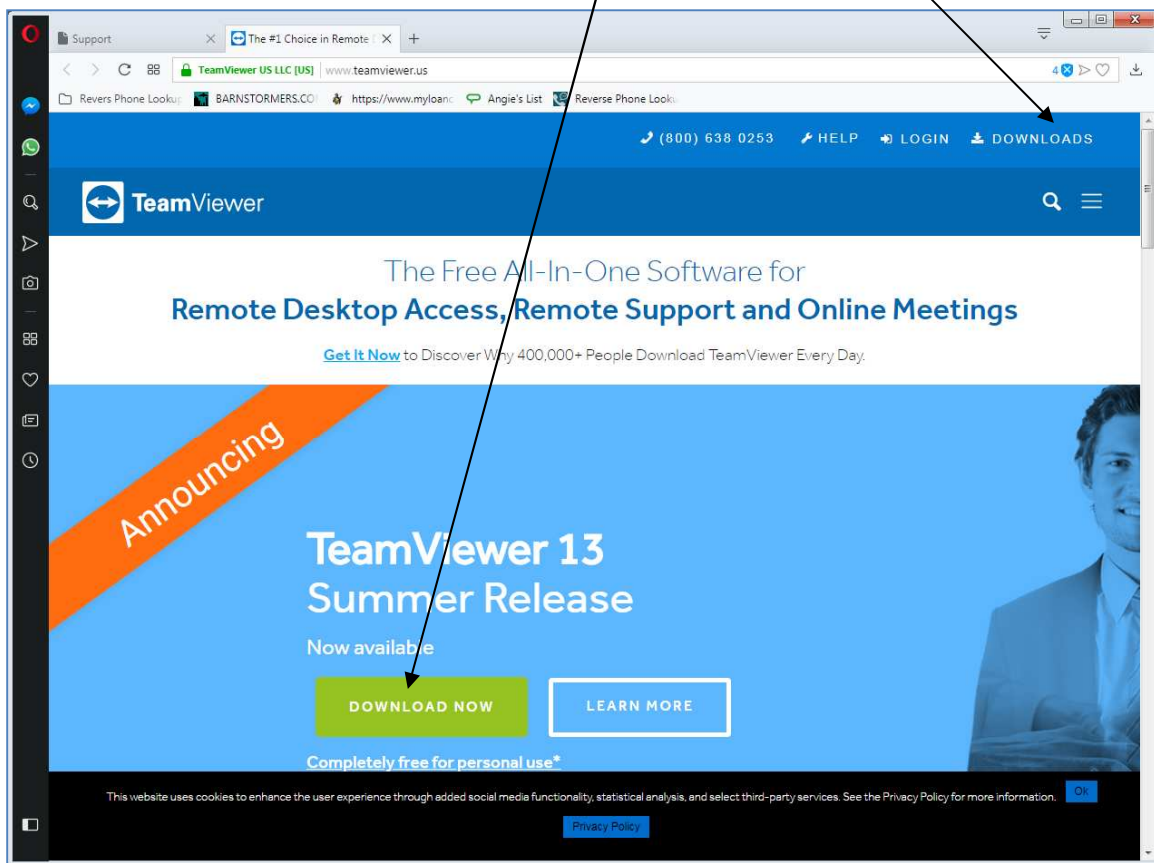 Support
The #1 Choice in Remote
TeamViewer US LLC [US] www.teamviewer.us
4
Revers Phone Lookup BARNSTORMERS.CO https://www.myloanc Angie's List Reverse Phone Look
(800) 638 0253 HELP LOGIN DOWNLOADS
TeamViewer
The Free All-In-One Software for
Remote Desktop Access, Remote Support and Online Meetings
Get It Now to Discover Why 400,000+ People Download TeamViewer Every Day.
Announcing
TeamViewer 13
Summer Release
Now available
DOWNLOAD NOW LEARN MORE
Completely free for personal use*
This website uses cookies to enhance the user experience through added social media functionality, statistical analysis, and select third-party services. See the Privacy Policy for more information. Ok
Privacy Policy